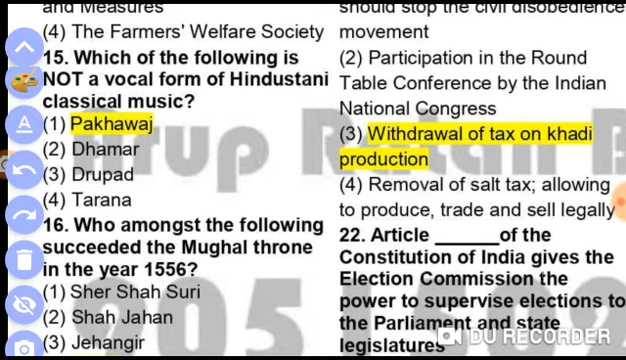 and Measures
(4) The Farmers' Welfare Society
15. Which of the following is
NOT a vocal form of Hindustani
classical music?
(1) Pakhawaj
(2) Dhamar
(3) Drupad
(4) Tarana
16. Who amongst the following
succeeded the Mughal throne
in the year 1556?
(1) Sher Shah Suri
(2) Shah Jahan
(3) Jehangir
should stop the civil disobedience
movement
(2) Participation in the Round
Table Conference by the Indian
National Congress
(3) Withdrawal of tax on khadi
production
(4) Removal of salt tax; allowing
to produce, trade and sell legally
22. Article ______of the
Constitution of India gives the
Election Commission the
power to supervise elections to
the Parliament and state
legislatures
DU RECORDER
A